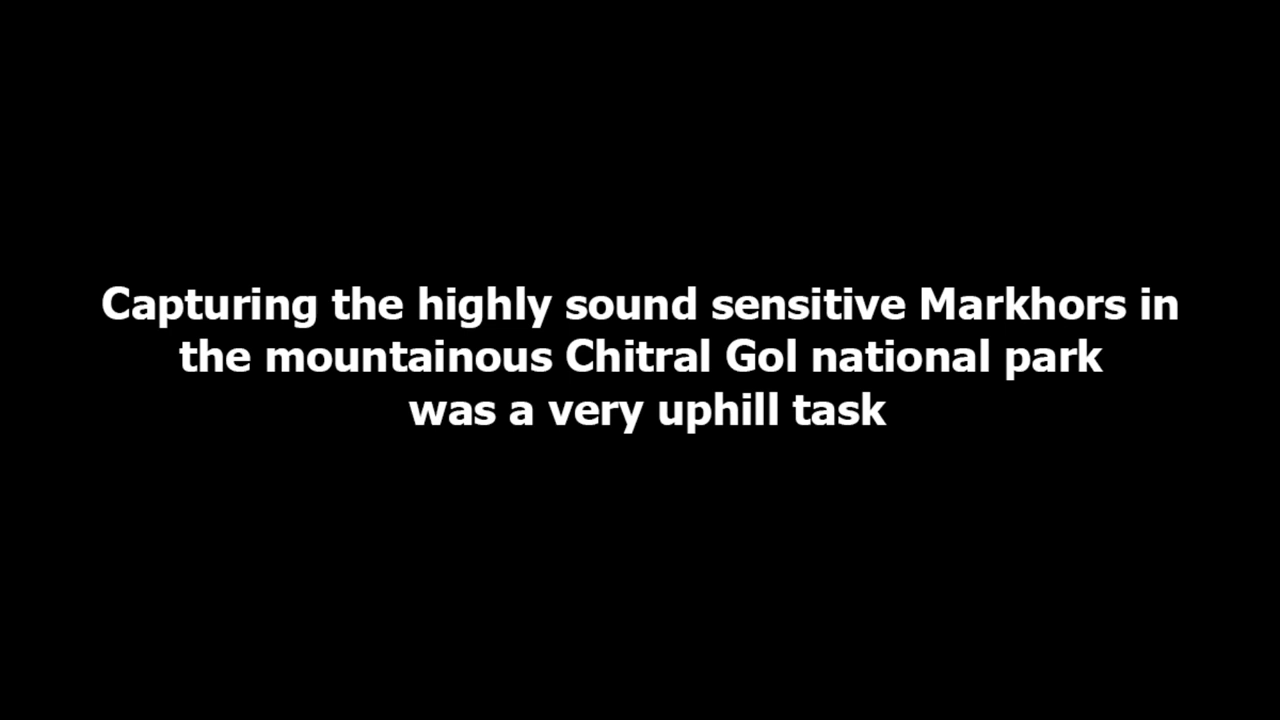 Capturing the highly sound sensitive Markhors in
the mountainous Chitral Gol national park
was a very uphill task